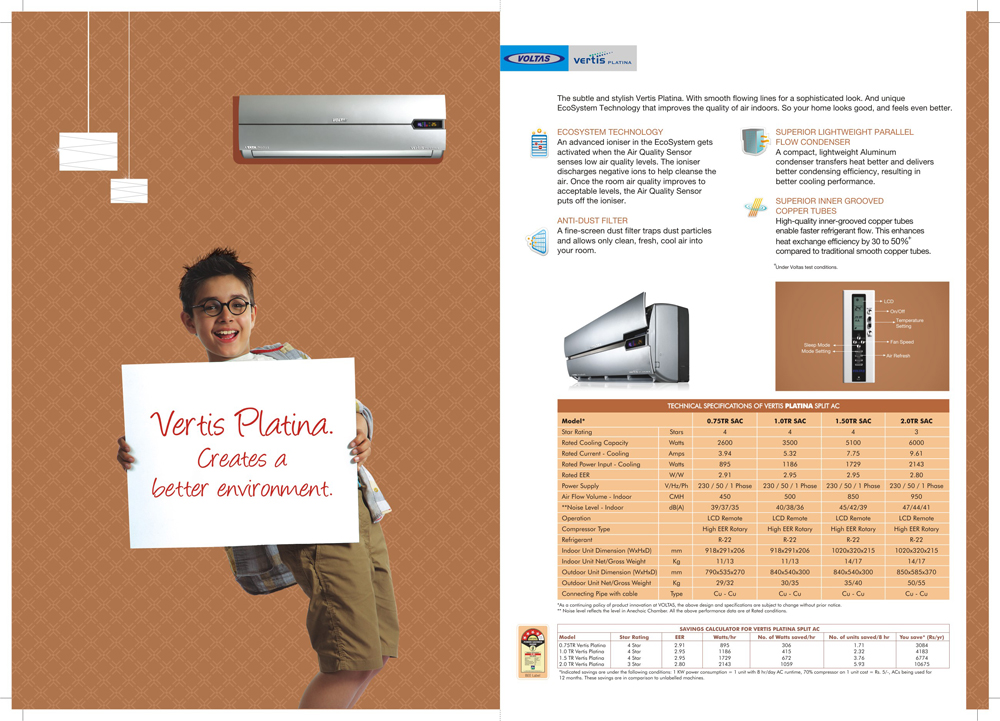 Vertis Platina.
Creates a
better environment.
VOLTAS
vertis PLATINA
The subtle and stylish Vertis Platina. With smooth flowing lines for a sophisticated look. And unique
EcoSystem Technology that improves the quality of air indoors. So your home looks good, and feels even better.
ECOSYSTEM TECHNOLOGY
An advanced ioniser in the EcoSystem gets
activated when the Air Quality Sensor
senses low air quality levels. The ioniser
discharges negative ions to help cleanse the
air. Once the room air quality improves to
acceptable levels, the Air Quality Sensor
puts off the ioniser.
ANTI-DUST FILTER
A fine-screen dust filter traps dust particles
and allows only clean, fresh, cool air into
your room.
SUPERIOR LIGHTWEIGHT PARALLEL
FLOW CONDENSER
A compact, lightweight Aluminum
condenser transfers heat better and delivers
better condensing efficiency, resulting in
better cooling performance.
SUPERIOR INNER GROOVED
COPPER TUBES
High-quality inner-grooved copper tubes
enable faster refrigerant flow. This enhances
heat exchange efficiency by 30 to 50%*
compared to traditional smooth copper tubes.
*Under Voltas test conditions.
LCD
On/Off
Temperature
Setting
Fan Speed
Air Refresh
Sleep Mode
Mode Setting
TECHNICAL SPECIFICATIONS OF VERTIS PLATINA SPLIT AC
Model* 0.75TR SAC 1.0TR SAC 1.50TR SAC 2.0TR SAC
Star Rating Stars 4 4 4 3
Rated Cooling Capacity Watts 2600 3500 5100 6000
Rated Current - Cooling Amps 3.94 5.32 7.75 9.61
Rated Power Input - Cooling Watts 895 1186 1729 2143
Rated EER W/W 2.91 2.95 2.95 2.80
Power Supply V/Hz/Ph 230 / 50 / 1 Phase 230 / 50 / 1 Phase 230 / 50 / 1 Phase 230 / 50 / 1 Phase
Air Flow Volume - Indoor CMH 450 500 850 950
**Noise Level - Indoor dB(A) 39/37/35 40/38/36 45/42/39 47/44/41
Operation LCD Remote LCD Remote LCD Remote LCD Remote
Compressor Type High EER Rotary High EER Rotary High EER Rotary High EER Rotary
Refrigerant R-22 R-22 R-22 R-22
Indoor Unit Dimension (WxHxD) mm 918x291x206 918x291x206 1020x320x215 1020x320x215
Indoor Unit Net/Gross Weight Kg 11/13 11/13 14/17 14/17
Outdoor Unit Dimension (WxHxD) mm 790x535x270 840x540x300 840x540x300 850x585x370
Outdoor Unit Net/Gross Weight Kg 29/32 30/35 35/40 50/55
Connecting Pipe with cable Type Cu - Cu Cu - Cu Cu - Cu Cu - Cu
*As a continuing policy of product innovation at VOLTAS, the above design and specifications are subject to change without prior notice.
** Noise level reflects the level in Anechoic Chamber. All the above performance data are at Rated conditions.
SAVINGS CALCULATOR FOR VERTIS PLATINA SPLIT AC
Model Star Rating EER Watts/hr No. of Watts saved/hr No. of units saved/8 hr You save* (Rs/yr)
0.75TR Vertis Platina 4 Star 2.91 895 306 1.71 3084
1.0 TR Vertis Platina 4 Star 2.95 1186 415 2.32 4183
1.5 TR Vertis Platina 4 Star 2.95 1729 672 3.76 6774
2.0 TR Vertis Platina 3 Star 2.80 2143 1059 5.93 10675
*Indicated savings are under the following conditions: 1 KW power consumption = 1 unit with 8 hr/day AC runtime, 70% compressor on 1 unit cost = Rs. 5/-, ACs being used for
12 months. These savings are in comparison to unlabelled machines.
BEE Label